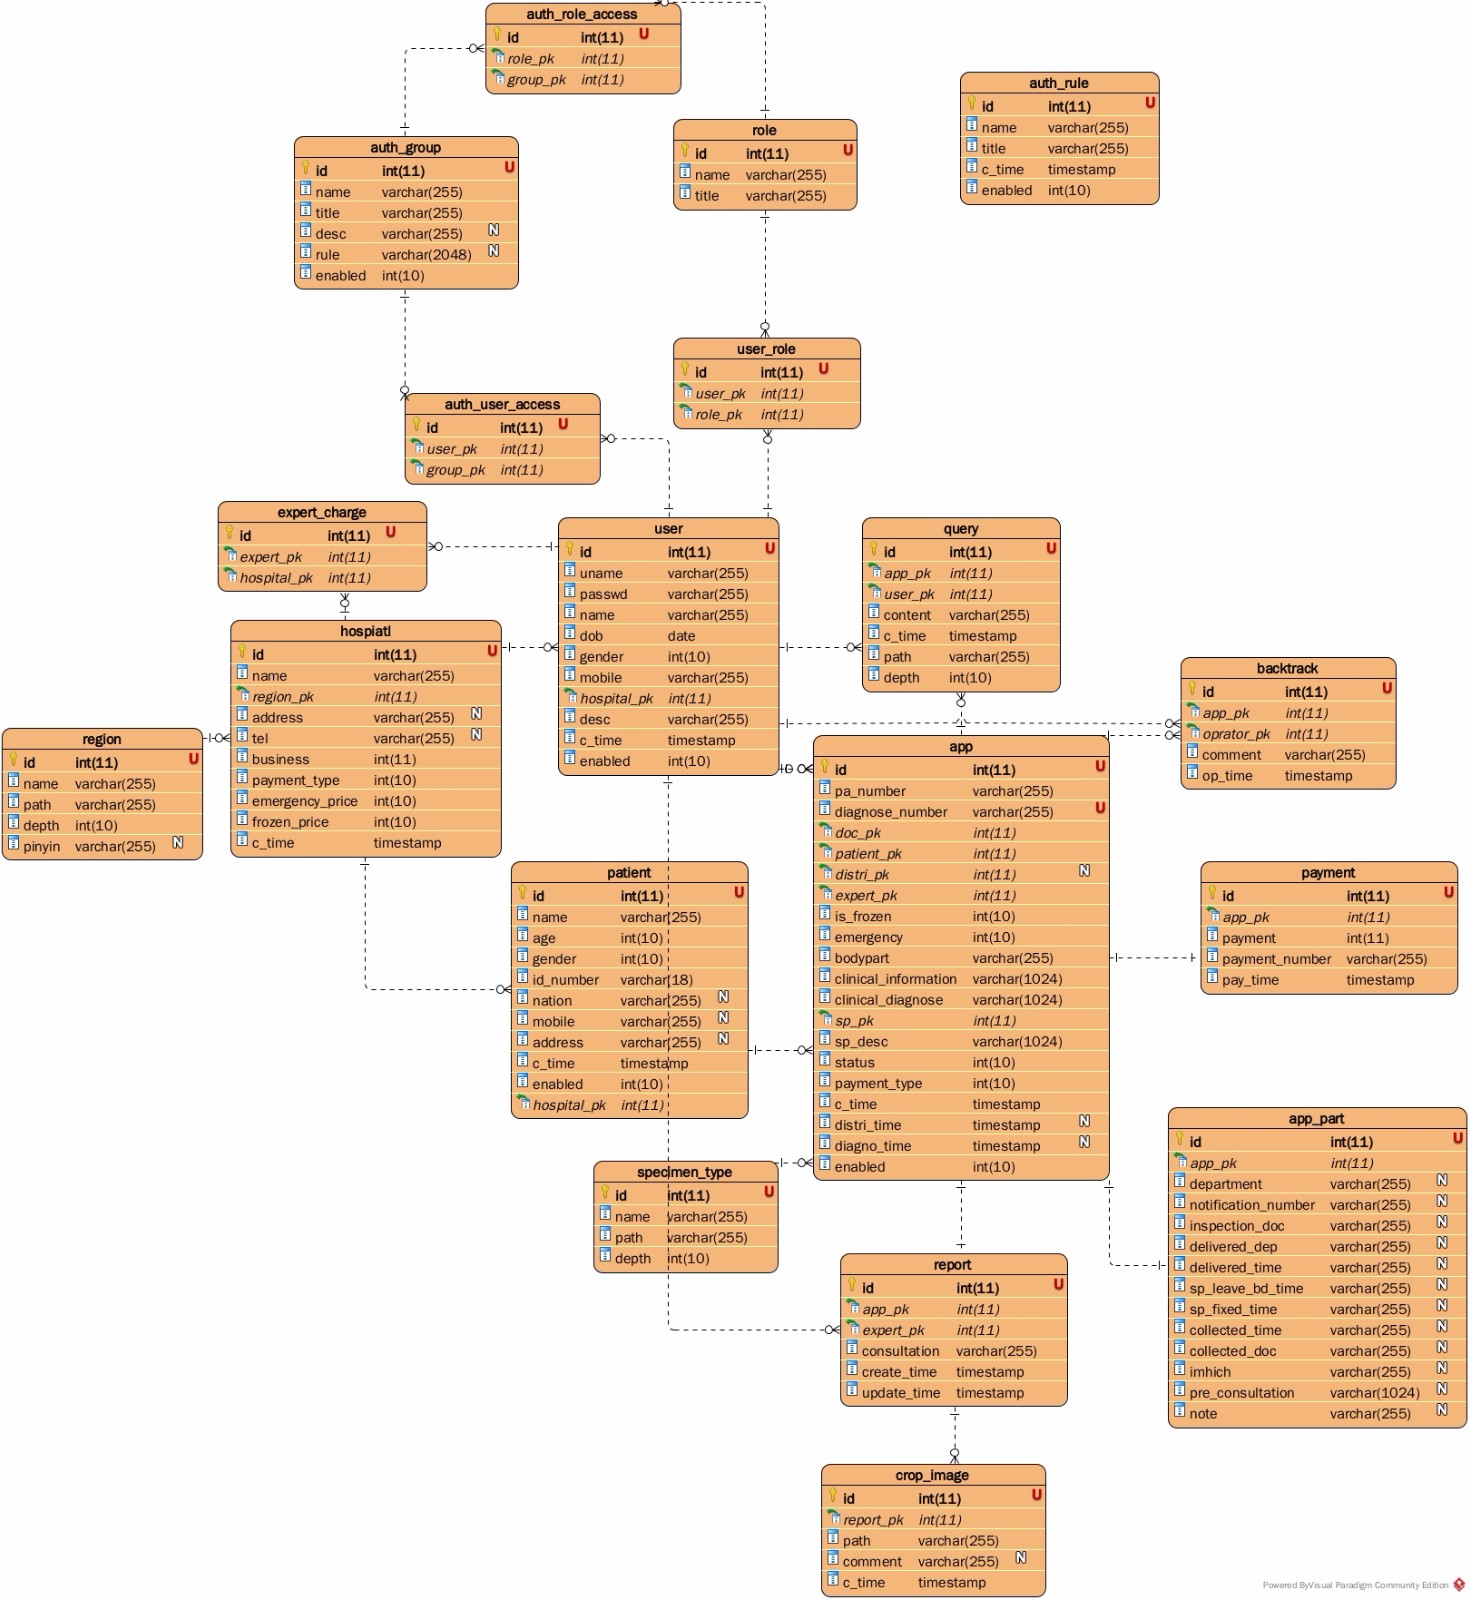 auth_role_access
id int(11) U
role_pk int(11)
group_pk int(11)
auth_rule
id int(11) U
name varchar(255)
title varchar(255)
c_time timestamp
enabled int(10)
role
id int(11) U
name varchar(255)
title varchar(255)
auth_group
id int(11) U
name varchar(255)
title varchar(255)
desc varchar(255) N
rule varchar(2048) N
enabled int(10)
user_role
id int(11) U
user_pk int(11)
role_pk int(11)
auth_user_access
id int(11) U
user_pk int(11)
group_pk int(11)
expert_charge
id int(11) U
expert_pk int(11)
hospital_pk int(11)
user
id int(11) U
uname varchar(255)
passwd varchar(255)
name varchar(255)
dob date
gender int(10)
mobile varchar(255)
hospital_pk int(11)
desc varchar(255)
c_time timestamp
enabled int(10)
query
id int(11) U
app_pk int(11)
user_pk int(11)
content varchar(255)
c_time timestamp
path varchar(255)
depth int(10)
hospiatl
id int(11) U
name varchar(255)
region_pk int(11)
address varchar(255) N
tel varchar(255) N
business int(11)
payment_type int(10)
emergency_price int(10)
frozen_price int(10)
c_time timestamp
backtrack
id int(11) U
app_pk int(11)
oprator_pk int(11)
comment varchar(255)
op_time timestamp
region
id int(11) U
name varchar(255)
path varchar(255)
depth int(10)
pinyin varchar(255) N
app
id int(11) U
pa_number varchar(255)
diagnose_number varchar(255) U
doc_pk int(11)
patient_pk int(11)
distri_pk int(11) N
expert_pk int(11)
is_frozen int(10)
emergency int(10)
bodypart varchar(255)
clinical_information varchar(1024)
clinical_diagnose varchar(1024)
sp_pk int(11)
sp_desc varchar(1024)
status int(10)
payment_type int(10)
c_time timestamp
distri_time timestamp N
diagno_time timestamp N
enabled int(10)
patient
id int(11) U
name varchar(255)
age int(10)
gender int(10)
id_number varchar(18)
nation varchar(255) N
mobile varchar(255) N
address varchar(255) N
c_time timestamp
enabled int(10)
hospital_pk int(11)
payment
id int(11) U
app_pk int(11)
payment int(11)
payment_number varchar(255)
pay_time timestamp
app_part
id int(11) U
app_pk int(11)
department varchar(255) N
notification_number varchar(255) N
inspection_doc varchar(255) N
delivered_dep varchar(255) N
delivered_time varchar(255) N
sp_leave_bd_time varchar(255) N
sp_fixed_time varchar(255) N
collected_time varchar(255) N
collected_doc varchar(255) N
imhich varchar(255) N
pre_consultation varchar(1024) N
note varchar(255) N
specimen_type
id int(11) U
name varchar(255)
path varchar(255)
depth int(10)
report
id int(11) U
app_pk int(11)
expert_pk int(11)
consultation varchar(255)
create_time timestamp
update_time timestamp
crop_image
id int(11) U
report_pk int(11)
path varchar(255)
comment varchar(255) N
c_time timestamp
Powered ByVisual Paradigm Community Edition